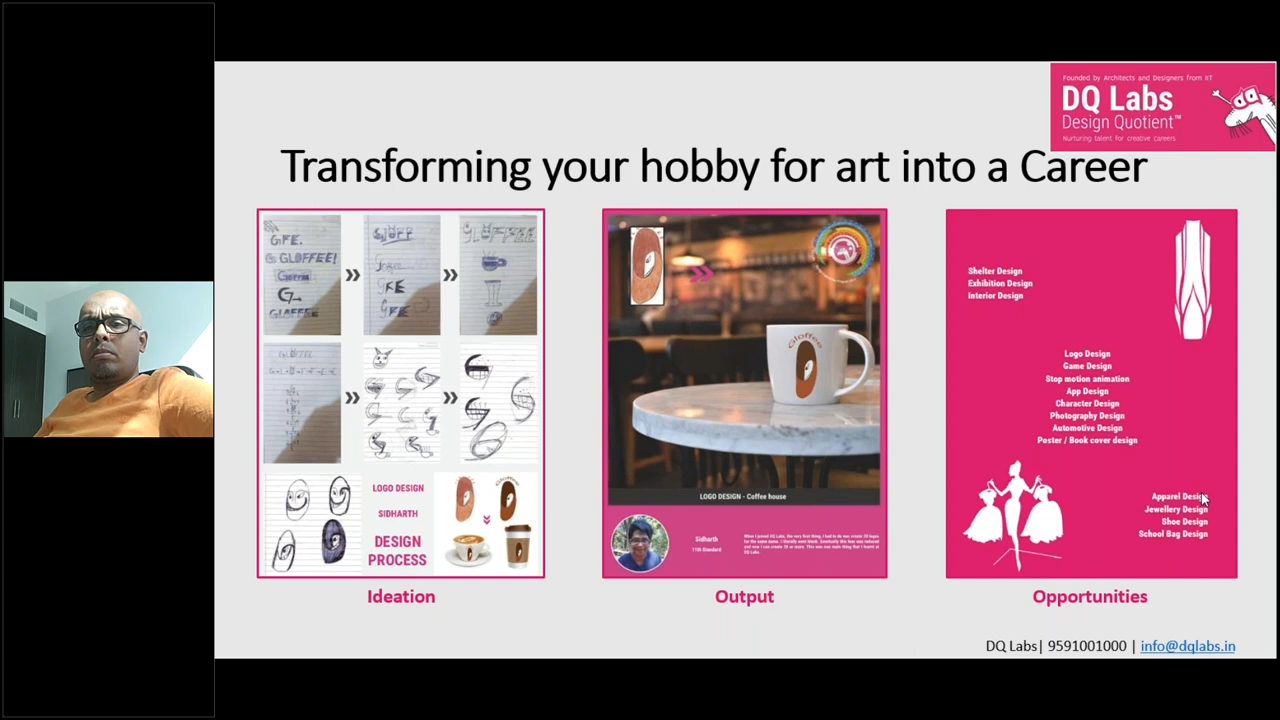 Founded by Architects and Designers from IIT
DQ Labs
Design Quotient™
Nurturing talent for creative careers
Transforming your hobby for art into a Career
GFE.
GLOFFEE!
GFE
GLOFFEE
LOGO DESIGN
SIDHARTH
DESIGN
PROCESS
Gloffee
Ideation
Gloffee
LOGO DESIGN - Coffee house
Sidharth
11th Standard
Output
Shelter Design
Exhibition Design
Interior Design
Logo Design
Game Design
Stop motion animation
App Design
Character Design
Photography Design
Automotive Design
Poster / Book cover design
Apparel Design
Jewellery Design
Shoe Design
School Bag Design
Opportunities
DQ Labs| 9591001000 | info@dqlabs.in